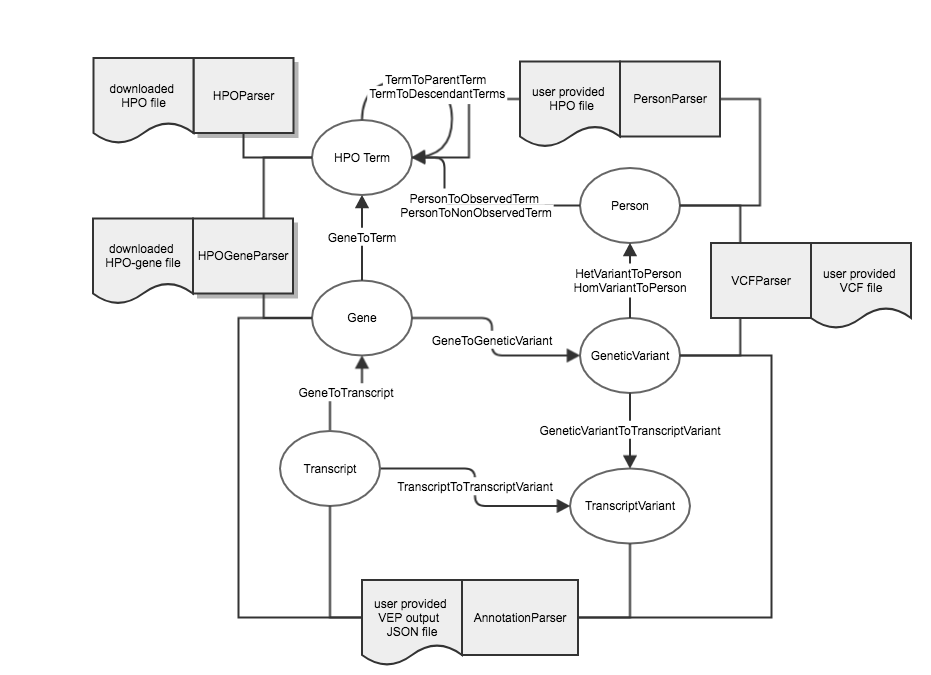 TermToParentTerm
TermToDescendantTerms
downloaded
HPO file
HPOParser
user provided
HPO file
PersonParser
HPO Term
PersonToObservedTerm
PersonToNonObservedTerm
Person
GeneToTerm
downloaded
HPO-gene file
HPOGeneParser
HetVariantToPerson
HomVariantToPerson
VCFParser
user provided
VCF file
Gene
GeneToGeneticVariant
GeneticVariant
GeneToTranscript
GeneticVariantToTranscriptVariant
Transcript
TranscriptToTranscriptVariant
TranscriptVariant
user provided
VEP output
JSON file
AnnotationParser